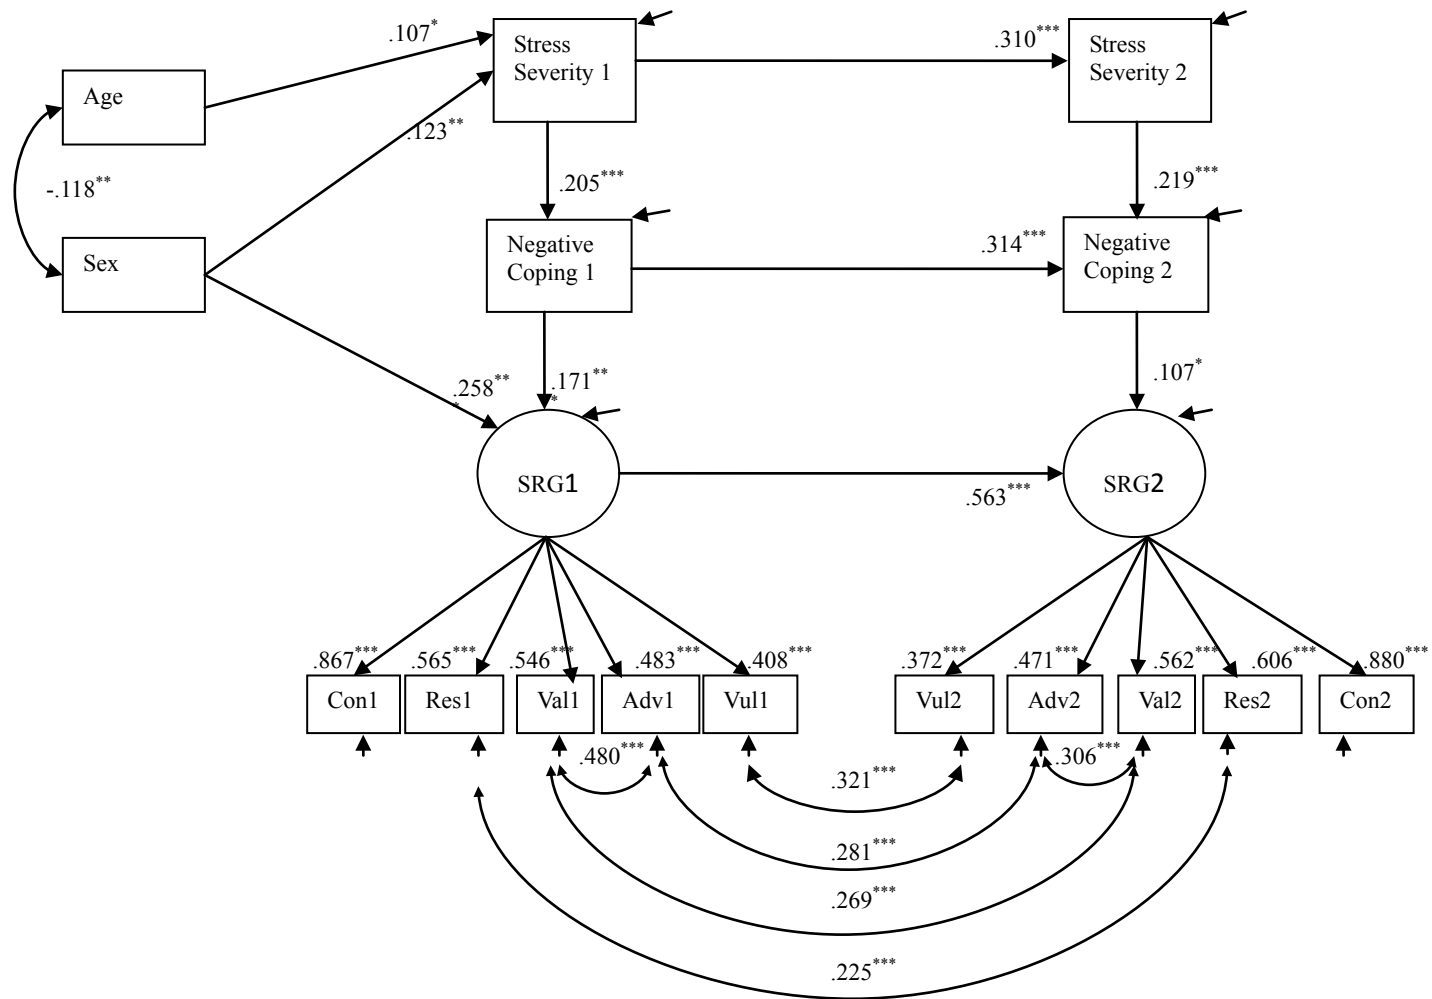 .107*
.310***
Stress
Severity 1
Stress
Severity 2
Age
.123**
-.118**
.205***
.219***
Sex
Negative
Coping 1
.314***
Negative
Coping 2
.258**
*
.171**
*
.107*
SRG1
.563***
SRG2
.867***
.565***
.546***
.483***
.408***
.372***
.471***
.562***
.606***
.880***
Con1
Res1
Val1
Adv1
Vul1
Vul2
Adv2
Val2
Res2
Con2
.480***
.306***
.321***
.281***
.269***
.225***